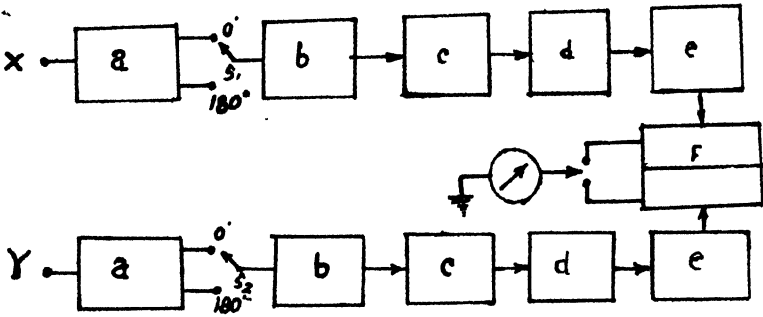 X a 0° S₁ 180° b c d e
F
Y a 0° S₂ 180° b c d e